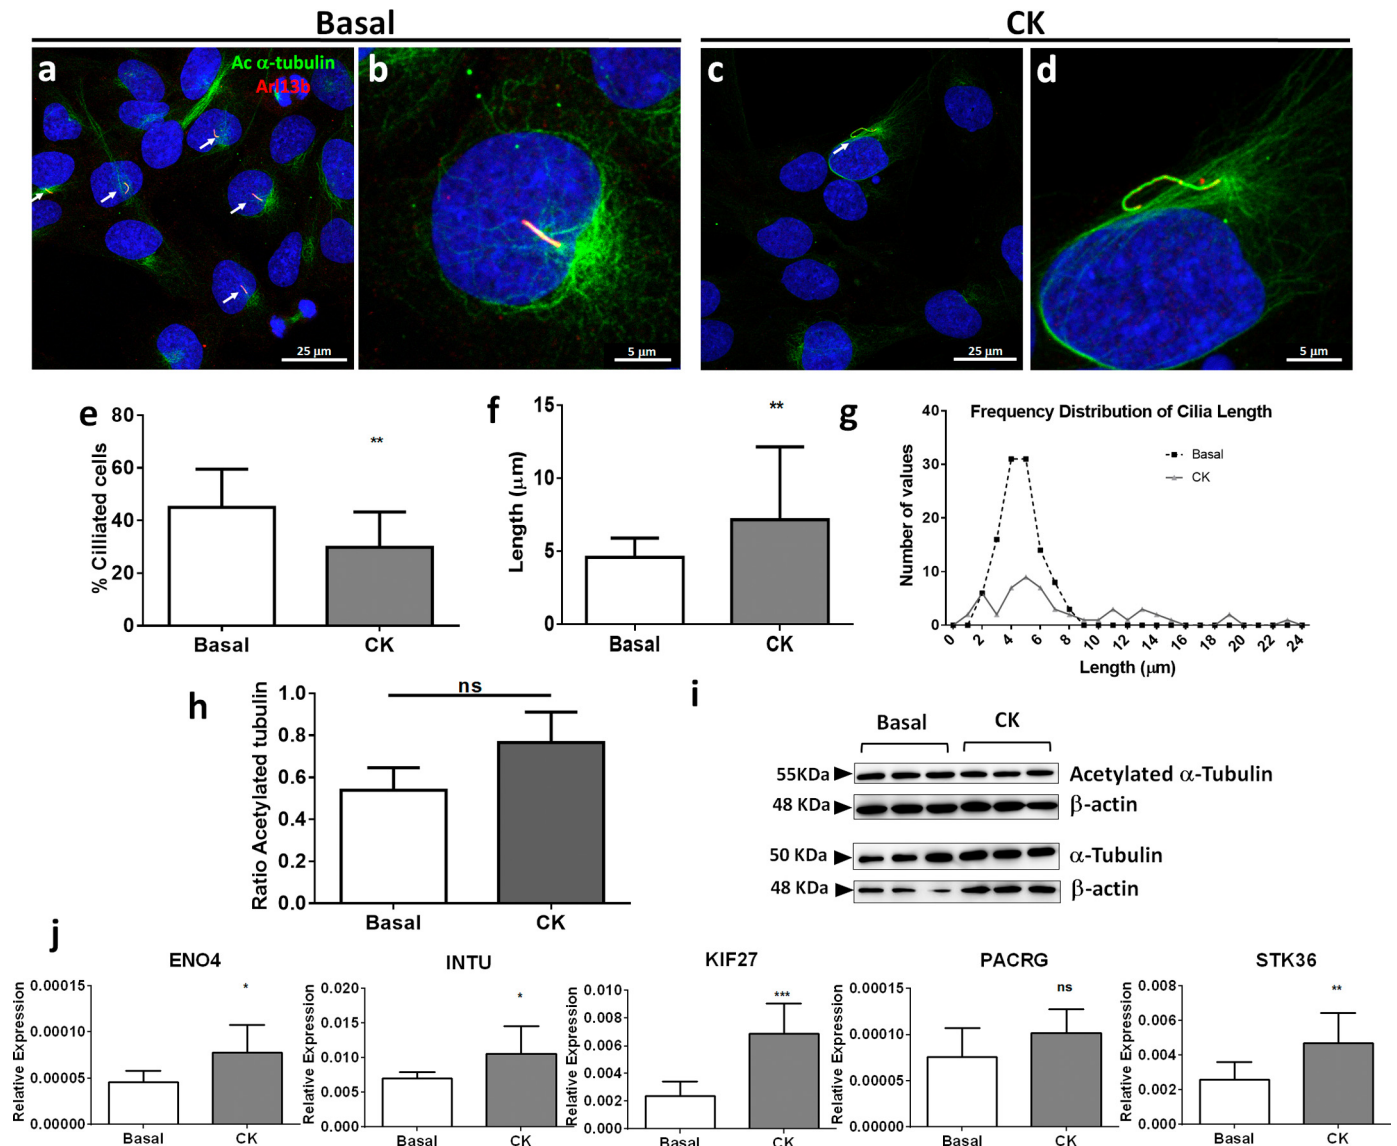 Basal
CK
a
Ac α-tubulin
Arl13b
25 µm
b
5 µm
c
25 µm
d
5 µm
e
% Cilliated cells
80
60
40
20
0
**
Basal
CK
f
Length (µm)
15
10
5
0
**
Basal
CK
g
Frequency Distribution of Cilia Length
Number of values
40
30
20
10
0
Basal
CK
0 2 4 6 8 10 12 14 16 18 20 22 24
Length (µm)
h
Ratio Acetylated tubulin
1.0
0.8
0.6
0.4
0.2
0.0
ns
Basal
CK
i
Basal
CK
55KDa
Acetylated α-Tubulin
48 KDa
β-actin
50 KDa
α-Tubulin
48 KDa
β-actin
j
ENO4
Relative Expression
0.00015
0.00010
0.00005
0.00000
*
Basal
CK
INTU
Relative Expression
0.020
0.015
0.010
0.005
0.000
*
Basal
CK
KIF27
Relative Expression
0.010
0.008
0.006
0.004
0.002
0.000
***
Basal
CK
PACRG
Relative Expression
0.00015
0.00010
0.00005
0.00000
ns
Basal
CK
STK36
Relative Expression
0.008
0.006
0.004
0.002
0.000
**
Basal
CK